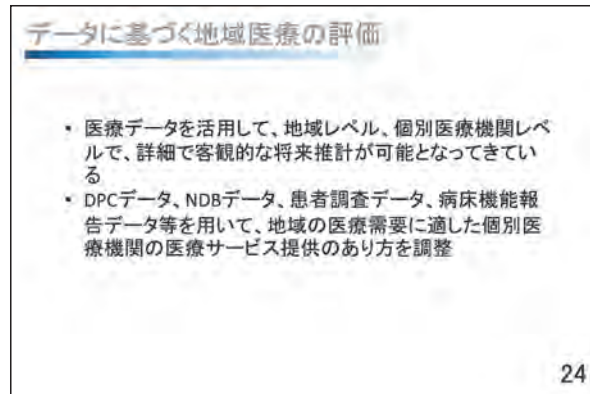 データに基づく地域医療の評価
・ 医療データを活用して、地域レベル、個別医療機関レベ
ルで、詳細で客観的な将来推計が可能となってきてい
る
・ DPCデータ、NDBデータ、患者調査データ、病床機能報
告データ等を用いて、地域の医療需要に適した個別医
療機関の医療サービス提供のあり方を調整
24